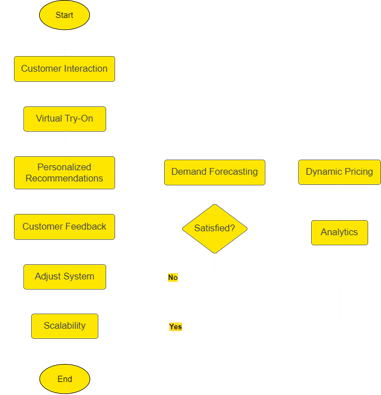 Start
Customer Interaction
Virtual Try-On
Personalized
Recommendations
Demand Forecasting
Dynamic Pricing
Customer Feedback
Satisfied?
Analytics
Adjust System
No
Scalability
Yes
End